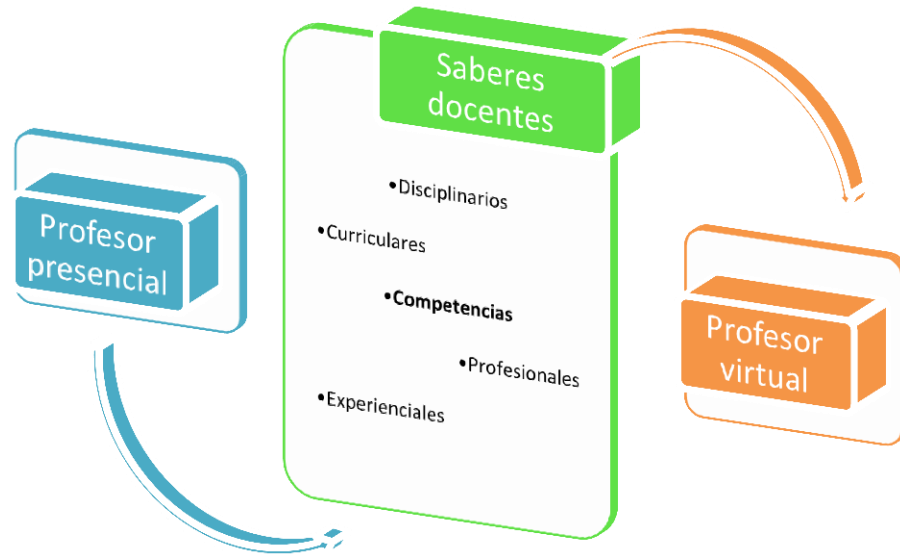 Saberes
docentes
•Disciplinarios
•Curriculares
•Competencias
•Profesionales
•Experienciales
Profesor
presencial
Profesor
virtual